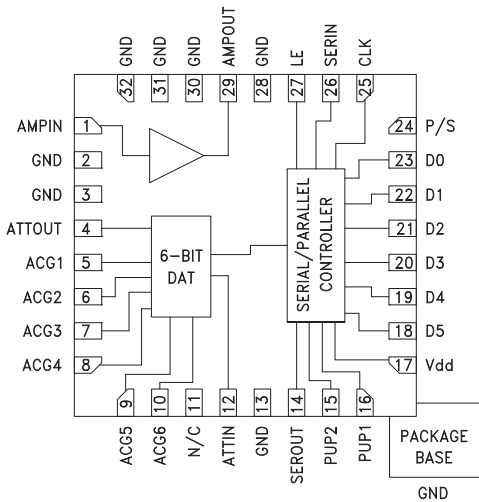 GND
GND
GND
AMPOUT
GND
LE
SERIN
CLK
32
31
30
29
28
27
26
25
AMPIN
1
GND
2
GND
3
ATTOUT
4
ACG1
5
ACG2
6
ACG3
7
ACG4
8
6-BIT
DAT
SERIAL/PARALLEL
CONTROLLER
24
P/S
23
D0
22
D1
21
D2
20
D3
19
D4
18
D5
17
Vdd
9
10
11
12
13
14
15
16
ACG5
ACG6
N/C
ATTIN
GND
SEROUT
PUP2
PUP1
PACKAGE
BASE
GND